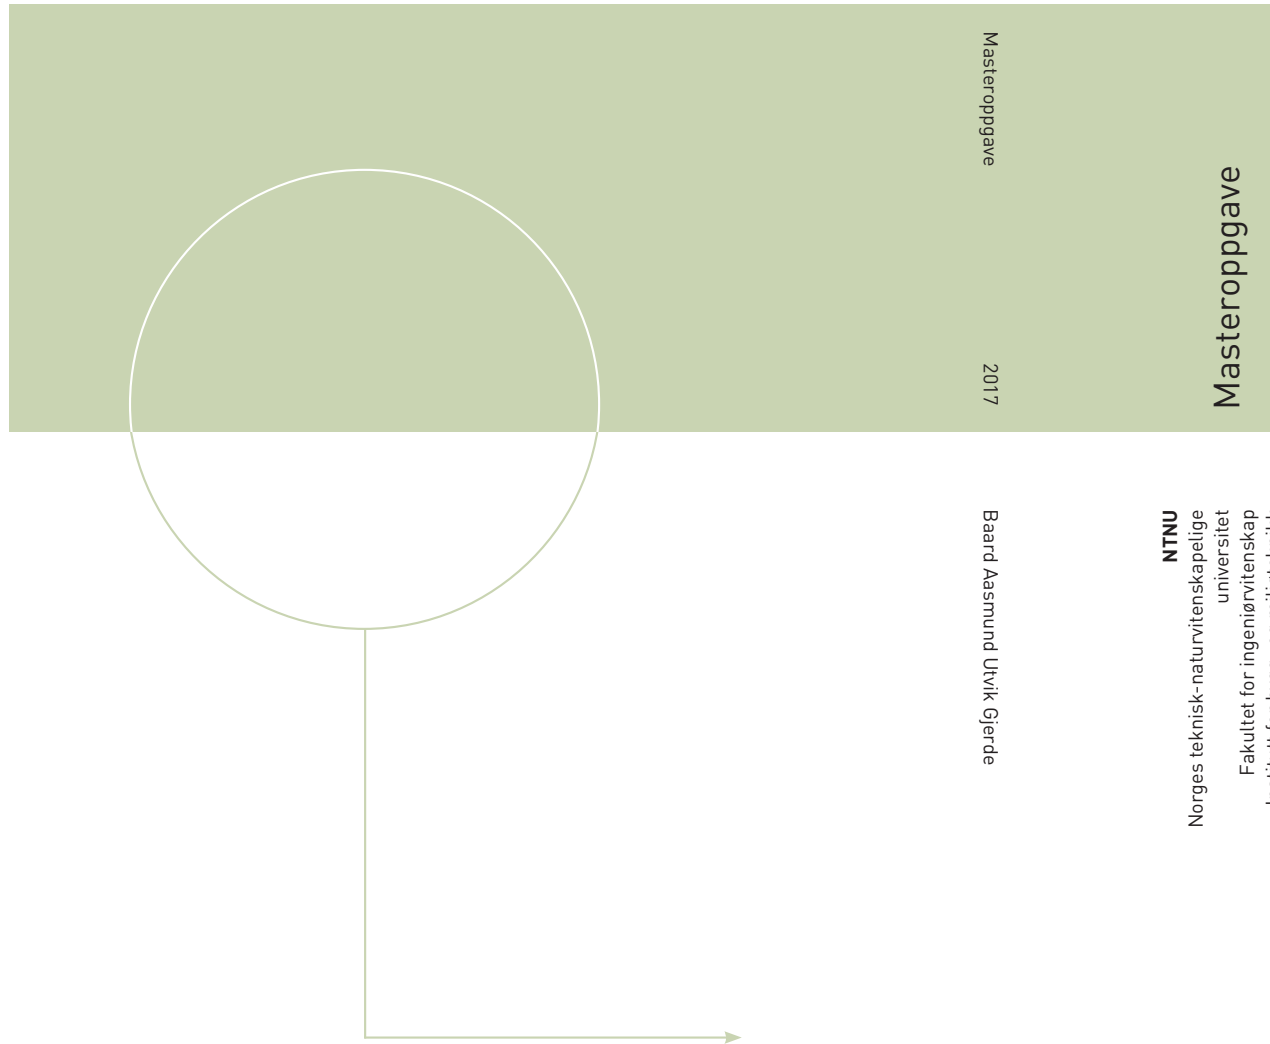 Masteroppgave
2017
Baard Aasmund Utvik Gjerde
Masteroppgave
NTNU
Norges teknisk-naturvitenskapelige
universitet
Fakultet for ingeniørvitenskap